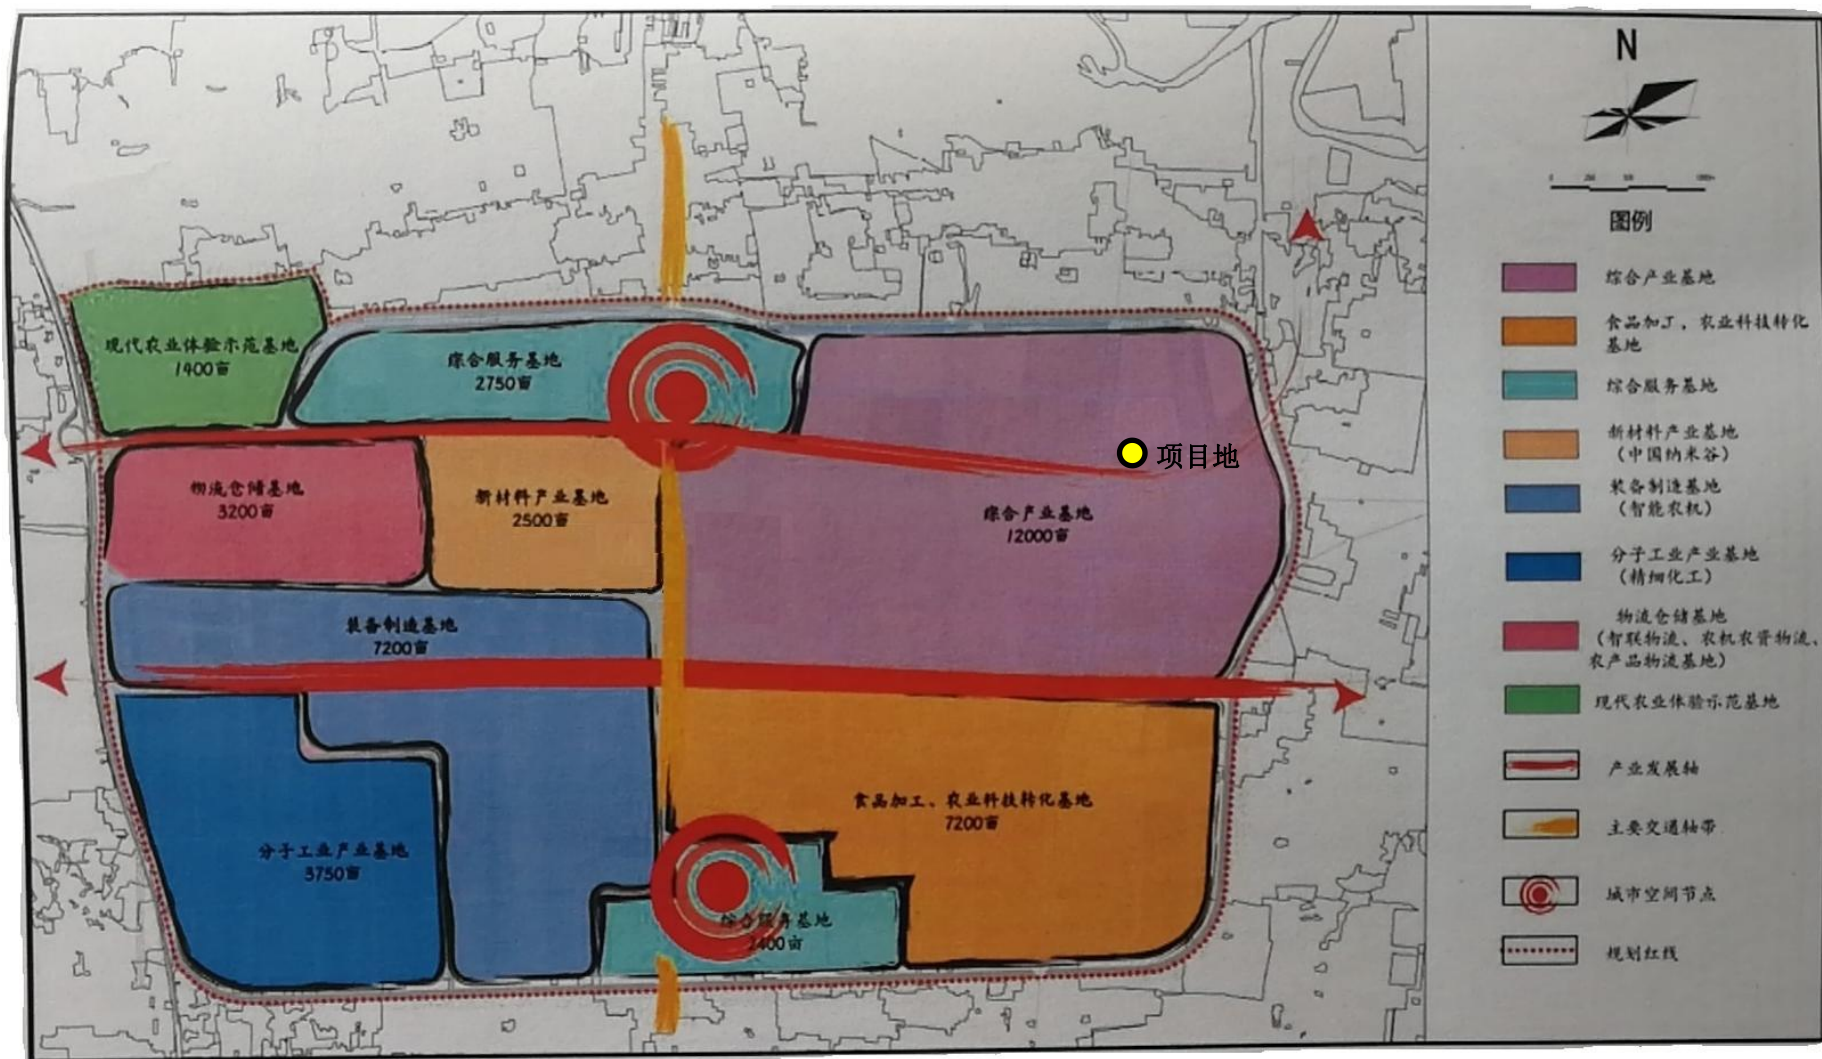 N
0 250 500 1000m
图例
综合产业基地
食品加工、农业科技转化
基地
综合服务基地
新材料产业基地
（中国纳米谷）
装备制造基地
（智能农机）
分子工业产业基地
（精细化工）
物流仓储基地
（智联物流、农机农资物流、
农产品物流基地）
现代农业体验示范基地
产业发展轴
主要交通轴带
城市空间节点
规划红线
现代农业体验示范基地
1400亩
综合服务基地
2750亩
项目地
物流仓储基地
3200亩
新材料产业基地
2500亩
综合产业基地
12000亩
装备制造基地
7200亩
食品加工、农业科技转化基地
7200亩
分子工业产业基地
3750亩
综合服务基地
2400亩